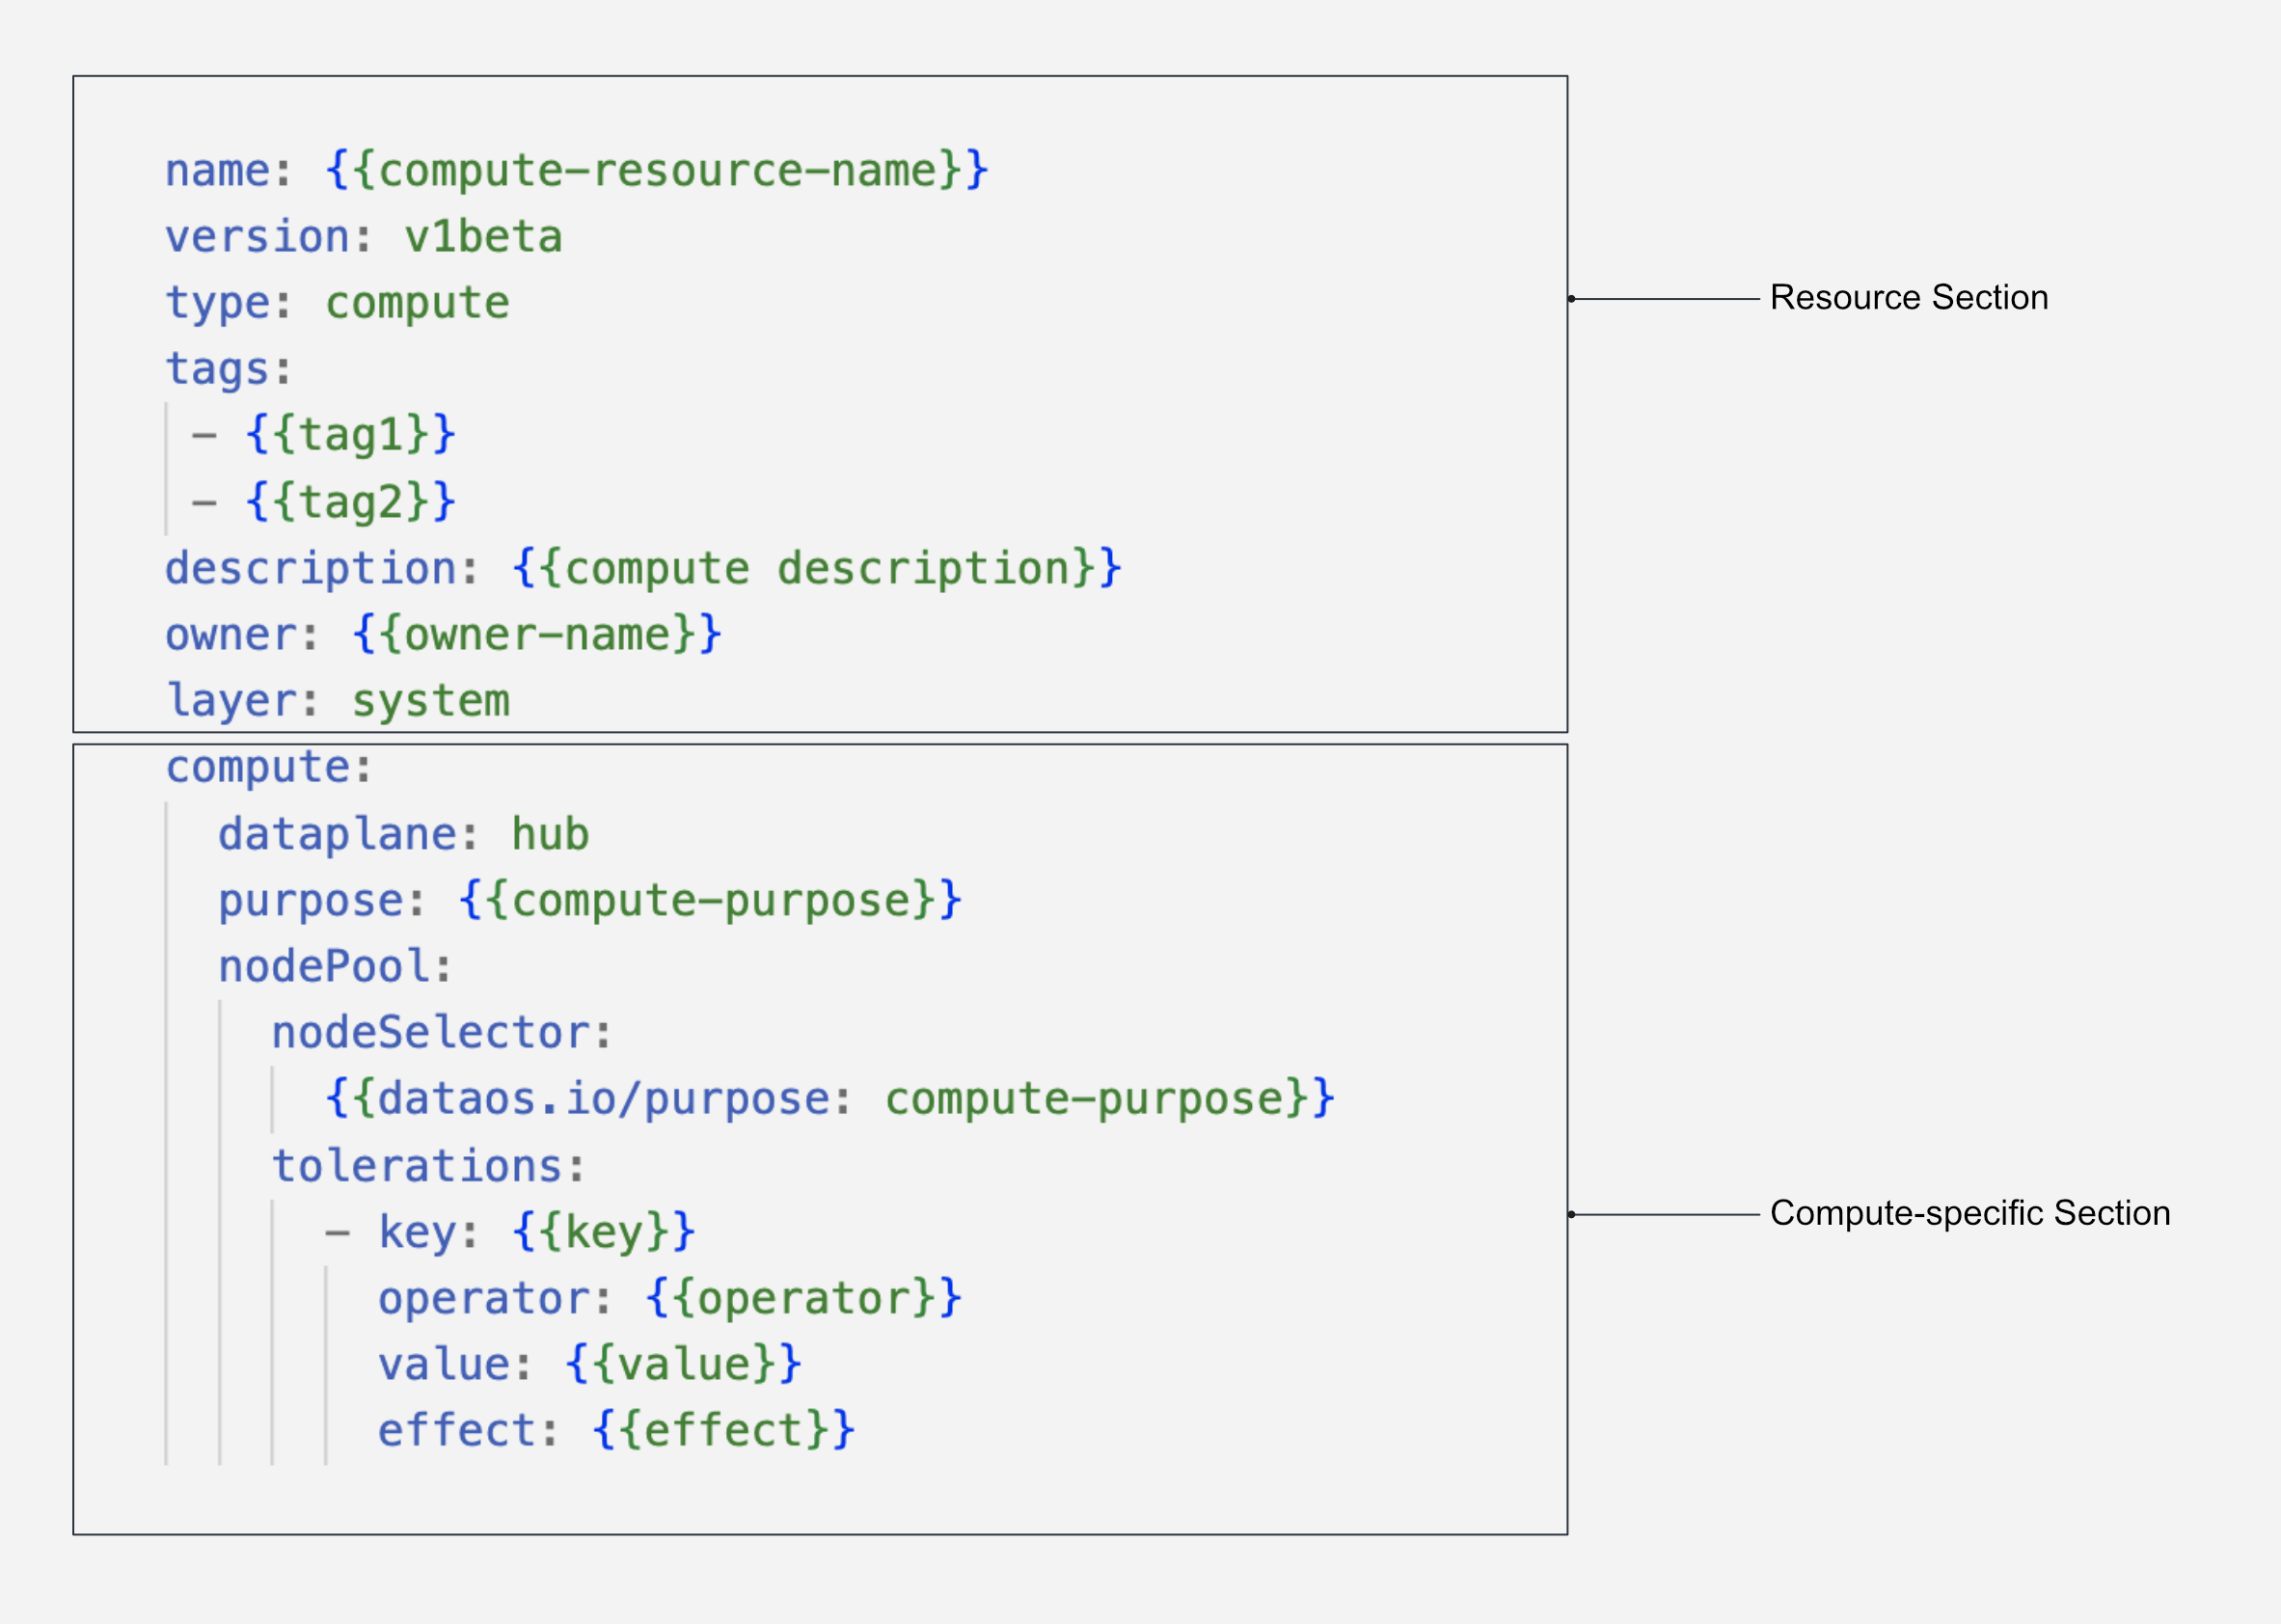 name: {{compute-resource-name}}
version: v1beta
type: compute
tags:
- {{tag1}}
- {{tag2}}
description: {{compute description}}
owner: {{owner-name}}
layer: system
Resource Section
compute:
dataplane: hub
purpose: {{compute-purpose}}
nodePool:
nodeSelector:
{{dataos.io/purpose: compute-purpose}}
tolerations:
- key: {{key}}
operator: {{operator}}
value: {{value}}
effect: {{effect}}
Compute-specific Section